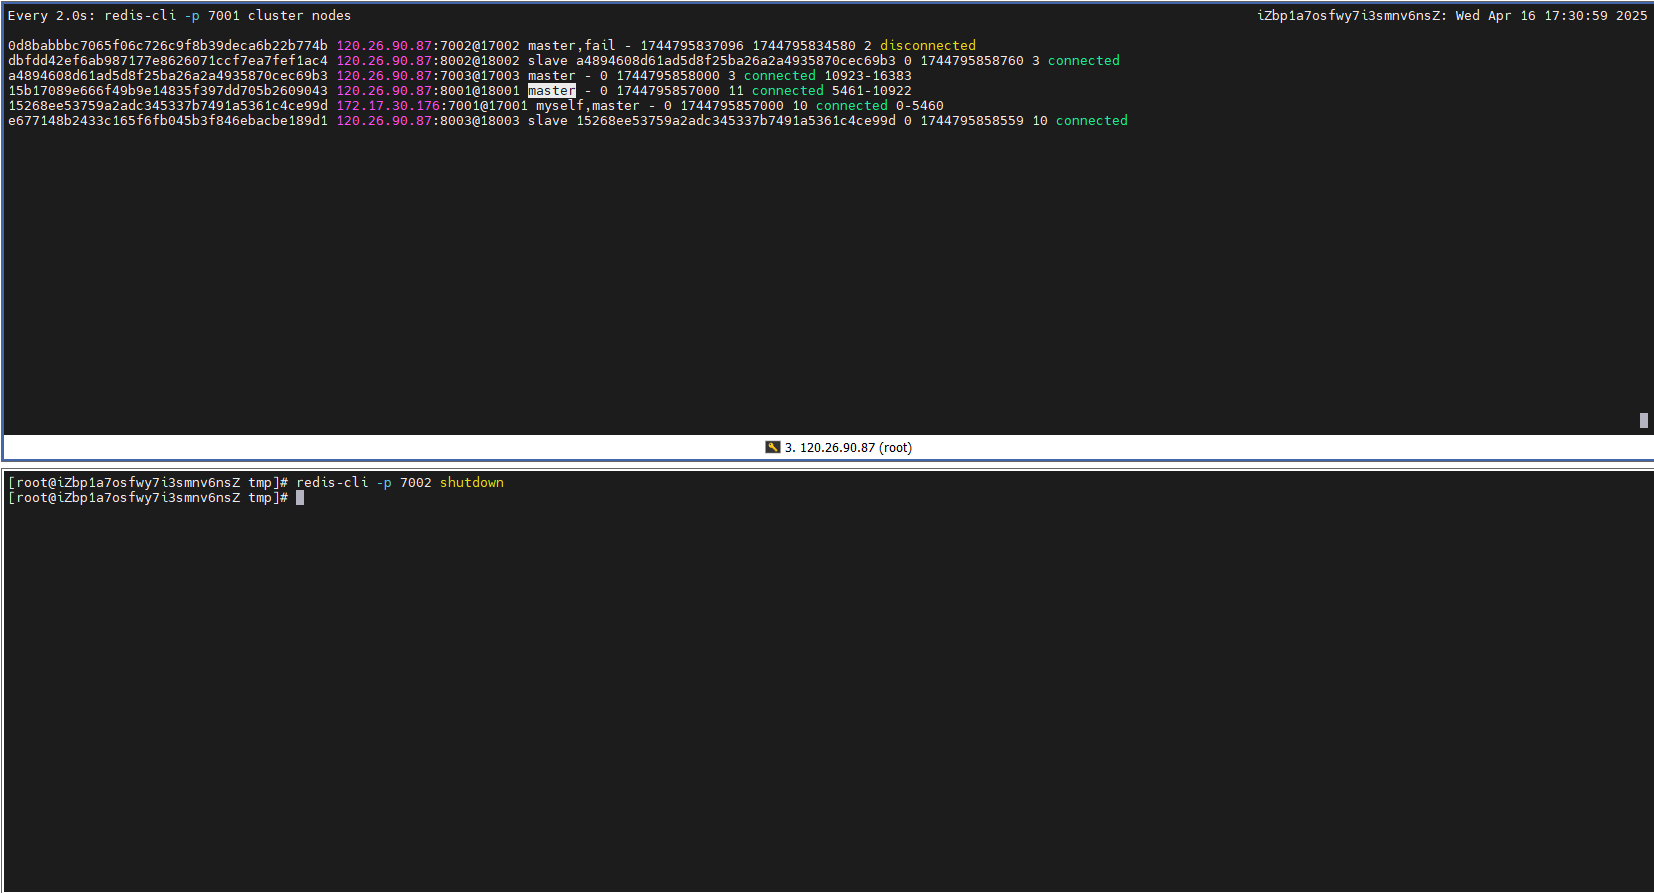 Every 2.0s: redis-cli -p 7001 cluster nodes iZbp1a7osfwy7i3smnv6nsZ: Wed Apr 16 17:30:59 2025
0d8babbbc7065f06c726c9f8b39deca6b22b774b 120.26.90.87:7002@17002 master,fail - 1744795837096 1744795834580 2 disconnected
dbfdd42ef6ab987177e8626071ccf7ea7fef1ac4 120.26.90.87:8002@18002 slave a4894608d61ad5d8f25ba26a2a4935870cec69b3 0 1744795858760 3 connected
a4894608d61ad5d8f25ba26a2a4935870cec69b3 120.26.90.87:7003@17003 master - 0 1744795858000 3 connected 10923-16383
15b17089e666f49b9e14835f397dd705b2609043 120.26.90.87:8001@18001 master - 0 1744795857000 11 connected 5461-10922
15268ee53759a2adc345337b7491a5361c4ce99d 172.17.30.176:7001@17001 myself,master - 0 1744795857000 10 connected 0-5460
e677148b2433c165f6fb045b3f846ebacbe189d1 120.26.90.87:8003@18003 slave 15268ee53759a2adc345337b7491a5361c4ce99d 0 1744795858559 10 connected
3. 120.26.90.87 (root)
[root@iZbp1a7osfwy7i3smnv6nsZ tmp]# redis-cli -p 7002 shutdown
[root@iZbp1a7osfwy7i3smnv6nsZ tmp]#